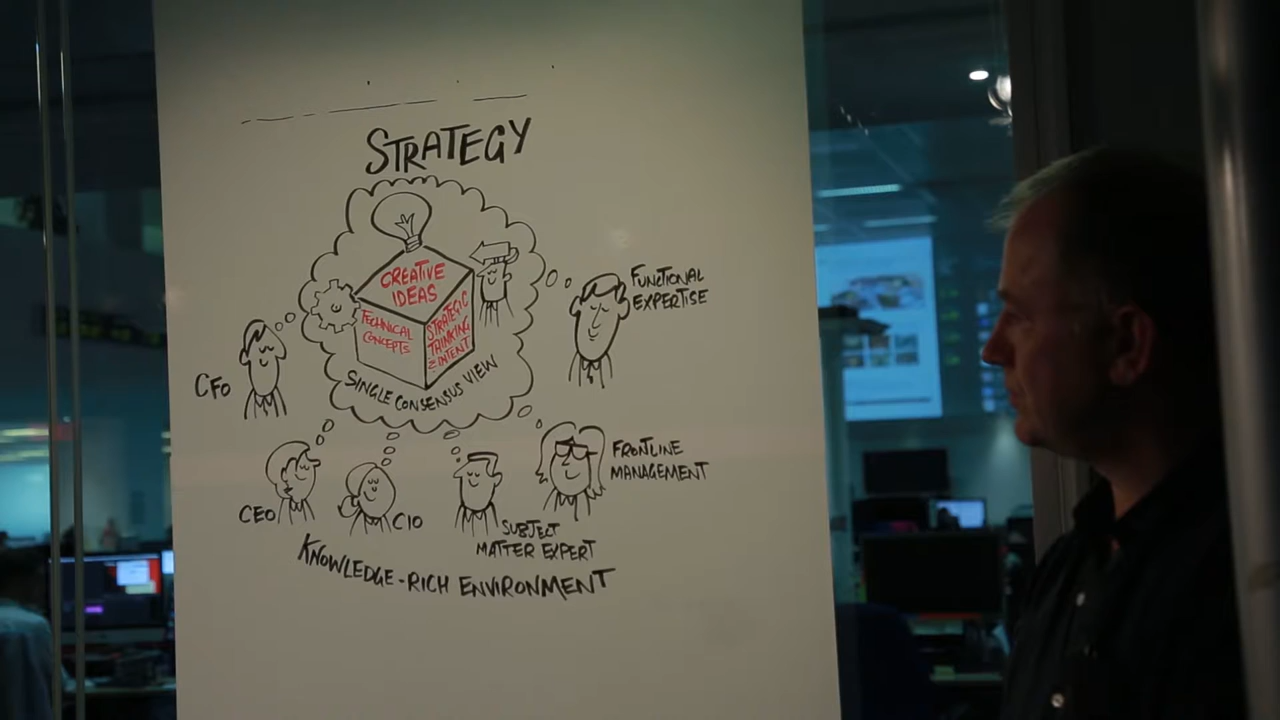 STRATEGY
CREATIVE
IDEAS
TECHNICAL
CONCEPTS
STRATEGIC
THINKING
& INTENT
SINGLE CONSENSUS VIEW
FUNCTIONAL
EXPERTISE
CFO
FRONTLINE
MANAGEMENT
CEO
CIO
SUBJECT
MATTER EXPERT
KNOWLEDGE-RICH ENVIRONMENT